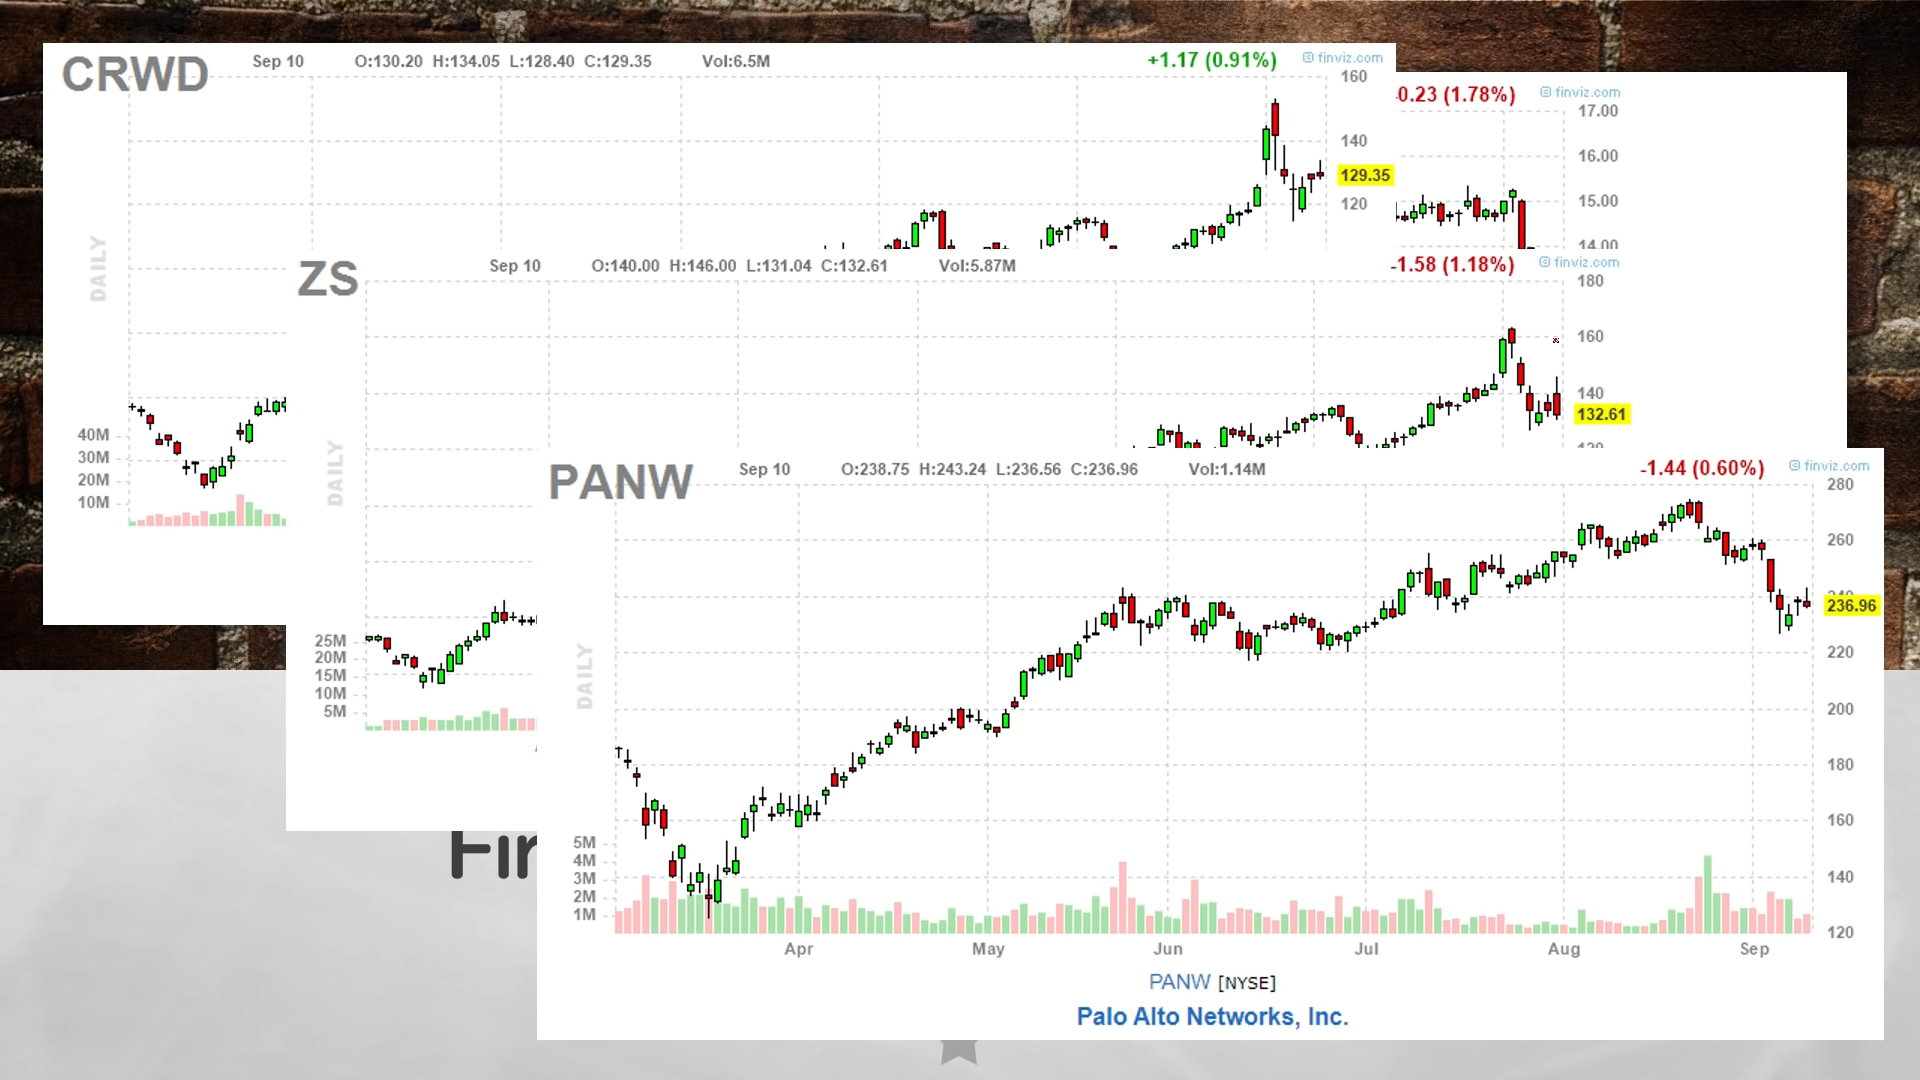 CRWD
Sep 10 O:130.20 H:134.05 L:128.40 C:129.35 Vol:6.5M +1.17 (0.91%) © finviz.com
160
140
129.35
120
DAILY
40M
30M
20M
10M
0.23 (1.78%) © finviz.com
17.00
16.00
15.00
14.00
ZS
Sep 10 O:140.00 H:146.00 L:131.04 C:132.61 Vol:5.87M -1.58 (1.18%) © finviz.com
180
160
140
132.61
120
DAILY
25M
20M
15M
10M
5M
PANW
Sep 10 O:238.75 H:243.24 L:236.56 C:236.96 Vol:1.14M -1.44 (0.60%) © finviz.com
280
260
240
236.96
220
200
180
160
140
120
DAILY
5M
4M
3M
2M
1M
Apr May Jun Jul Aug Sep
PANW [NYSE]
Palo Alto Networks, Inc.